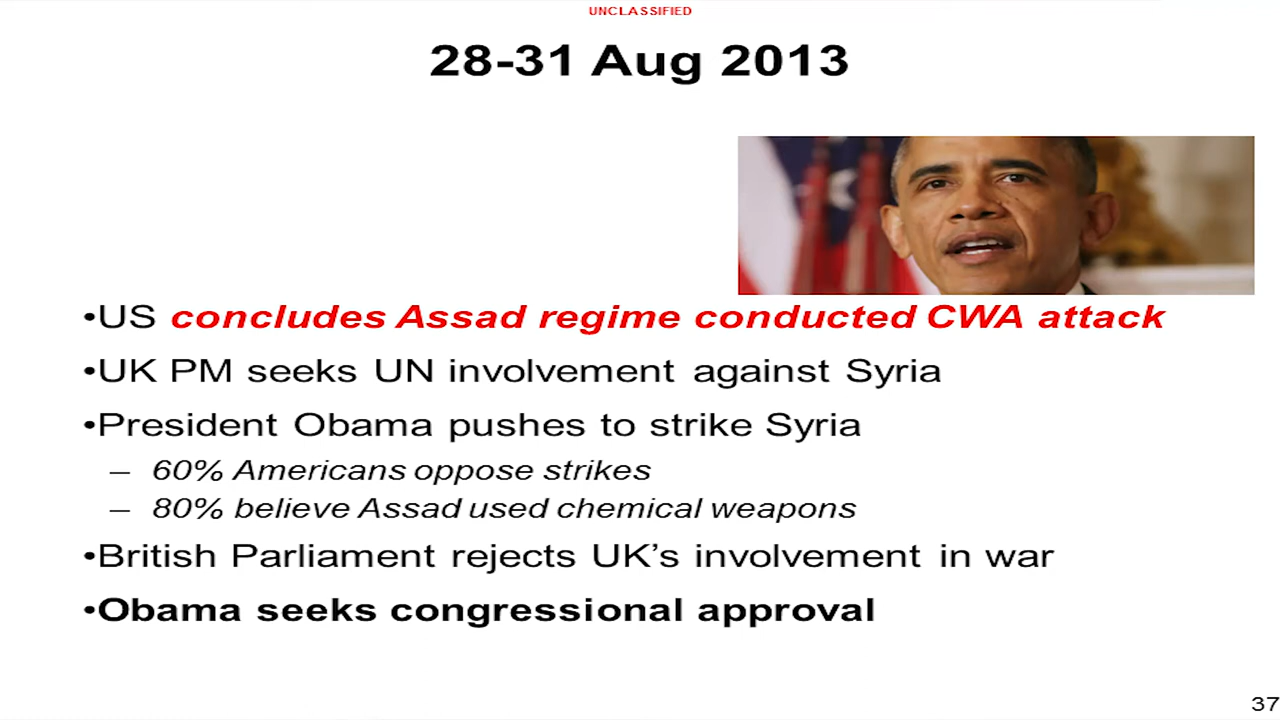 UNCLASSIFIED
28-31 Aug 2013
•US concludes Assad regime conducted CWA attack
•UK PM seeks UN involvement against Syria
•President Obama pushes to strike Syria
– 60% Americans oppose strikes
– 80% believe Assad used chemical weapons
•British Parliament rejects UK’s involvement in war
•Obama seeks congressional approval
37